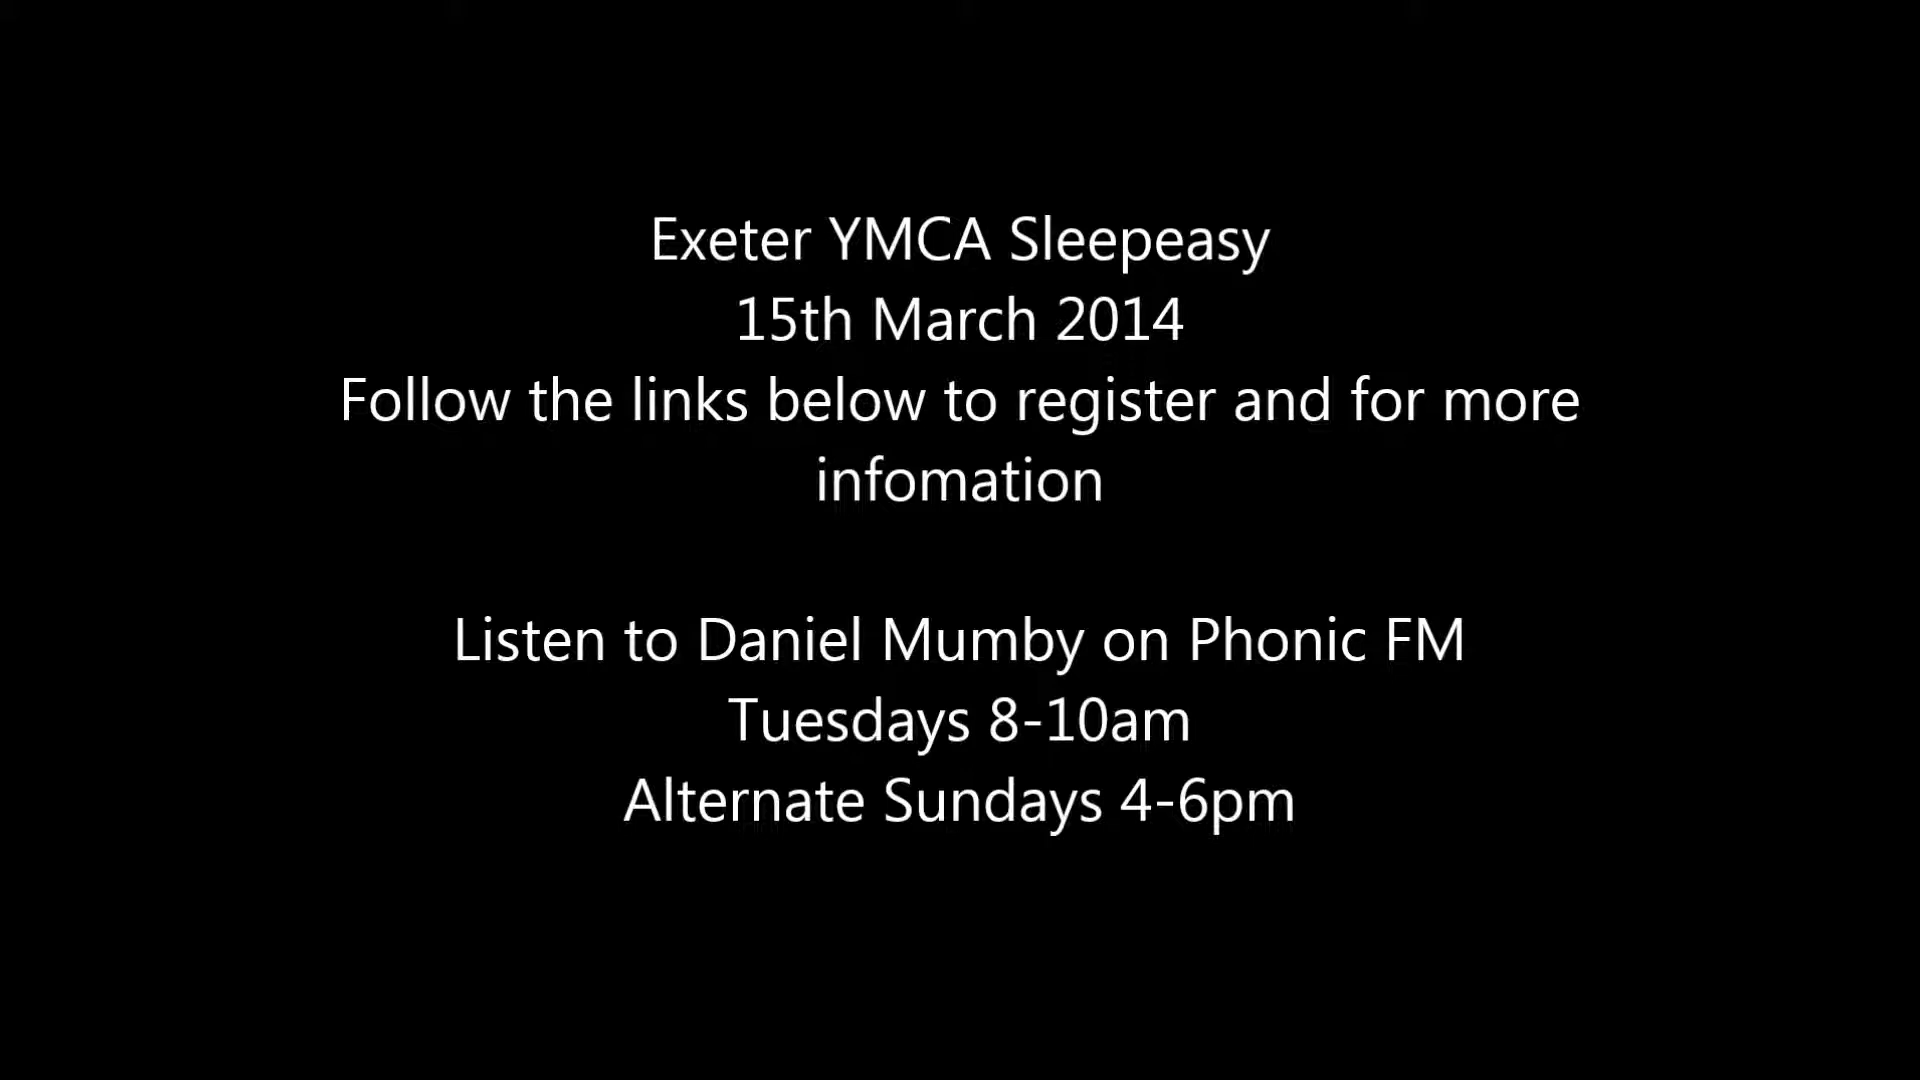 Exeter YMCA Sleepeasy
15th March 2014
Follow the links below to register and for more
infomation
Listen to Daniel Mumby on Phonic FM
Tuesdays 8-10am
Alternate Sundays 4-6pm